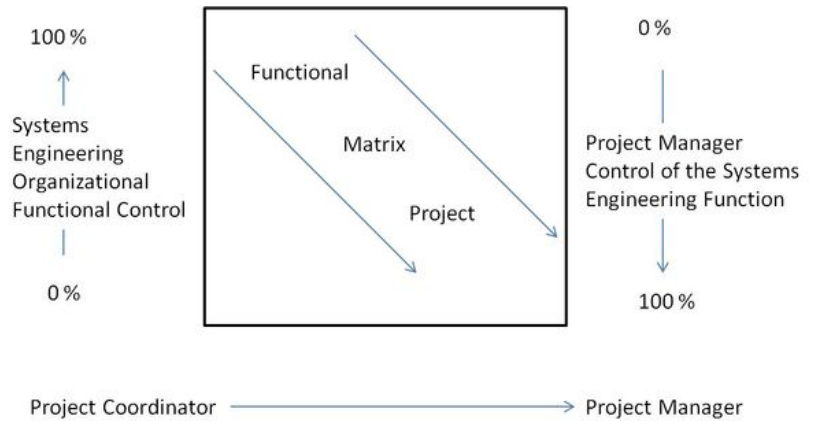 100 %
Systems
Engineering
Organizational
Functional Control
0 %
Functional
Matrix
Project
0 %
Project Manager
Control of the Systems
Engineering Function
100 %
Project Coordinator
Project Manager